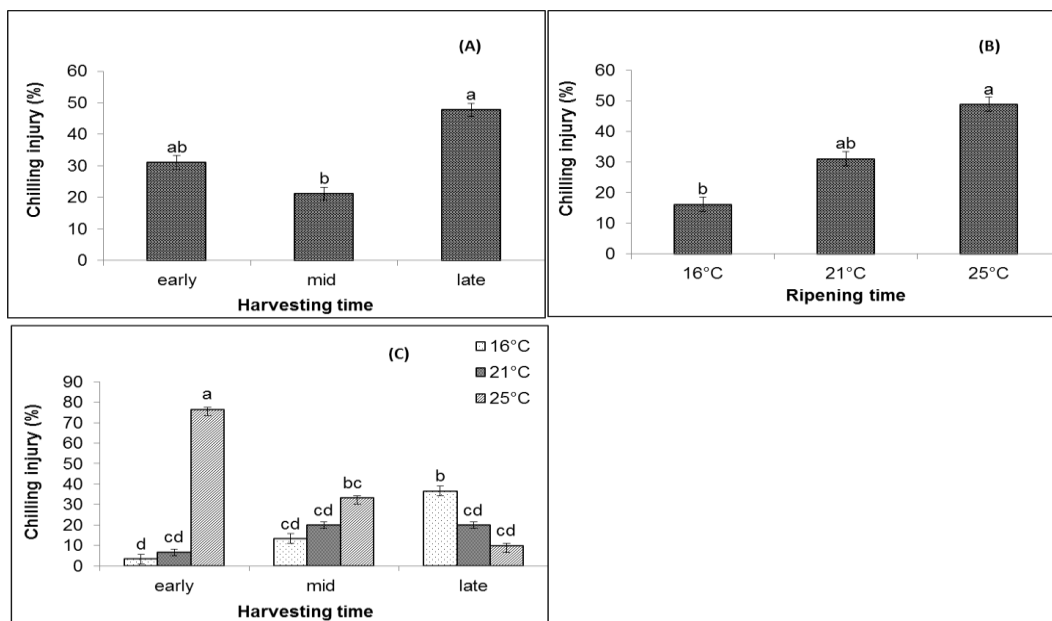 (A)
Chilling injury (%)
60
50
40
30
20
10
0
ab
b
a
early mid late
Harvesting time
(B)
Chilling injury (%)
60
50
40
30
20
10
0
b
ab
a
16°C 21°C 25°C
Ripening time
(C)
16°C
21°C
25°C
Chilling injury (%)
90
80
70
60
50
40
30
20
10
0
d cd a
cd cd bc
b cd cd
early mid late
Harvesting time